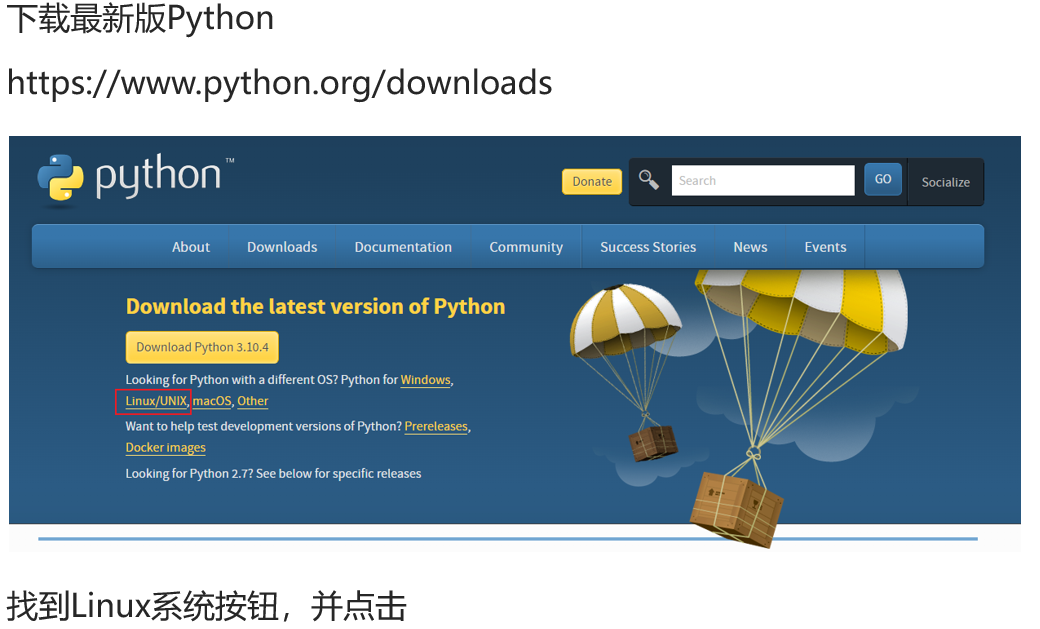 下载最新版Python
https://www.python.org/downloads
python™
Donate
Search
GO
Socialize
About Downloads Documentation Community Success Stories News Events
Download the latest version of Python
Download Python 3.10.4
Looking for Python with a different OS? Python for Windows,
Linux/UNIX, macOS, Other
Want to help test development versions of Python? Prereleases,
Docker images
Looking for Python 2.7? See below for specific releases
找到Linux系统按钮，并点击